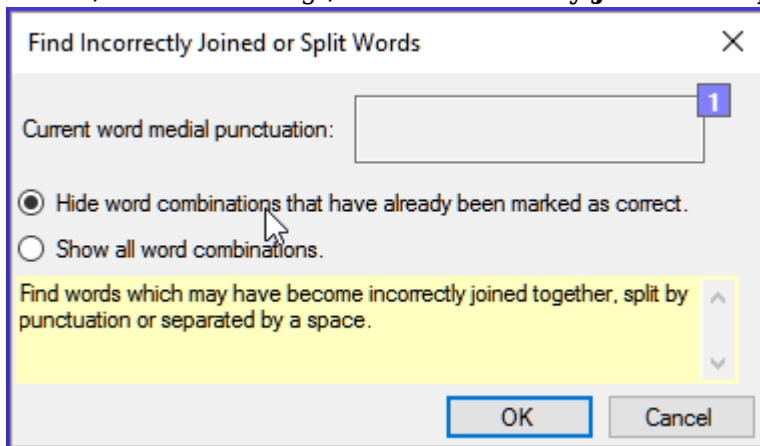 Find Incorrectly Joined or Split Words
1
Current word medial punctuation:
Hide word combinations that have already been marked as correct.
Show all word combinations.
Find words which may have become incorrectly joined together, split by
punctuation or separated by a space.
OK Cancel